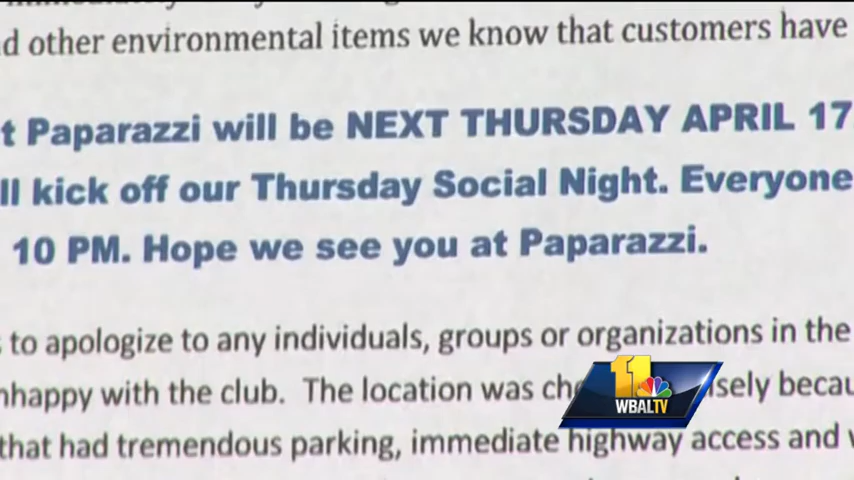 d other environmental items we know that customers have
t Paparazzi will be NEXT THURSDAY APRIL 17
ll kick off our Thursday Social Night. Everyone
10 PM. Hope we see you at Paparazzi.
to apologize to any individuals, groups or organizations in the
nhappy with the club. The location was ch isely becau
that had tremendous parking, immediate highway access and
11
WBALTV